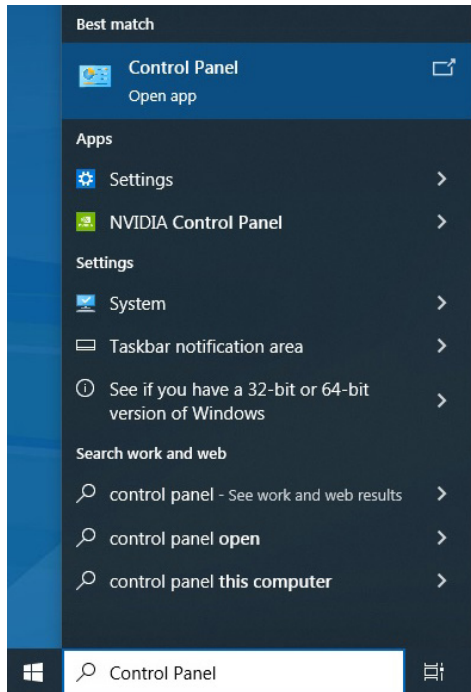 Best match
Control Panel
Open app
Apps
Settings
NVIDIA Control Panel
Settings
System
Taskbar notification area
See if you have a 32-bit or 64-bit
version of Windows
Search work and web
control panel - See work and web results
control panel open
control panel this computer
Control Panel